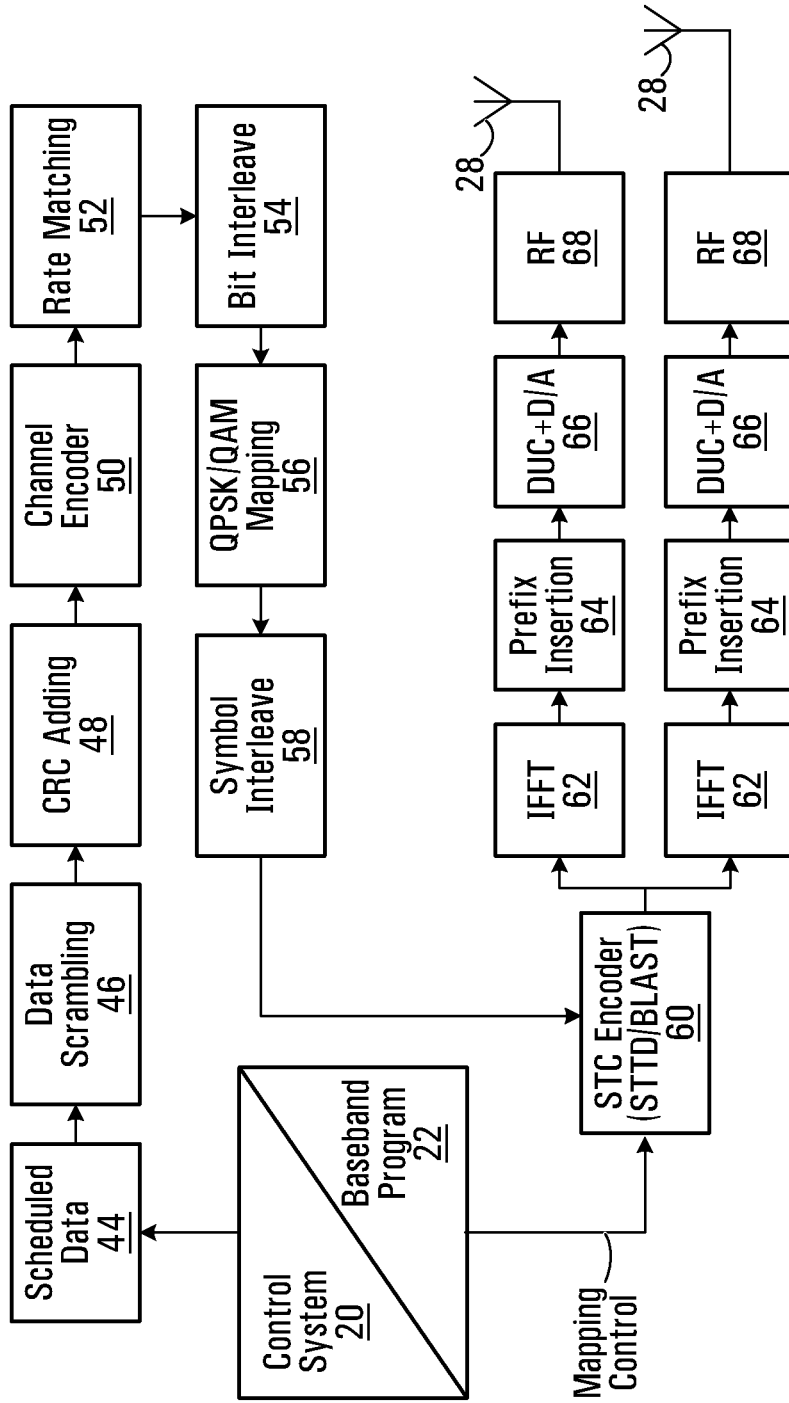 Scheduled
Data
44
Data
Scrambling
46
CRC Adding
48
Channel
Encoder
50
Rate Matching
52
Bit Interleave
54
QPSK/QAM
Mapping
56
Symbol
Interleave
58
Control
System
20
Baseband
Program
22
Mapping
Control
STC Encoder
(STTD/BLAST)
60
IFFT
62
Prefix
Insertion
64
DUC+D/A
66
RF
68
28
IFFT
62
Prefix
Insertion
64
DUC+D/A
66
RF
68
28